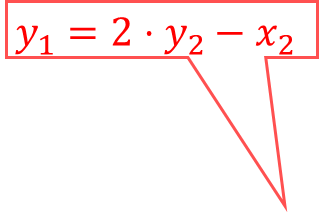 y₁ = 2 · y₂ − x₂